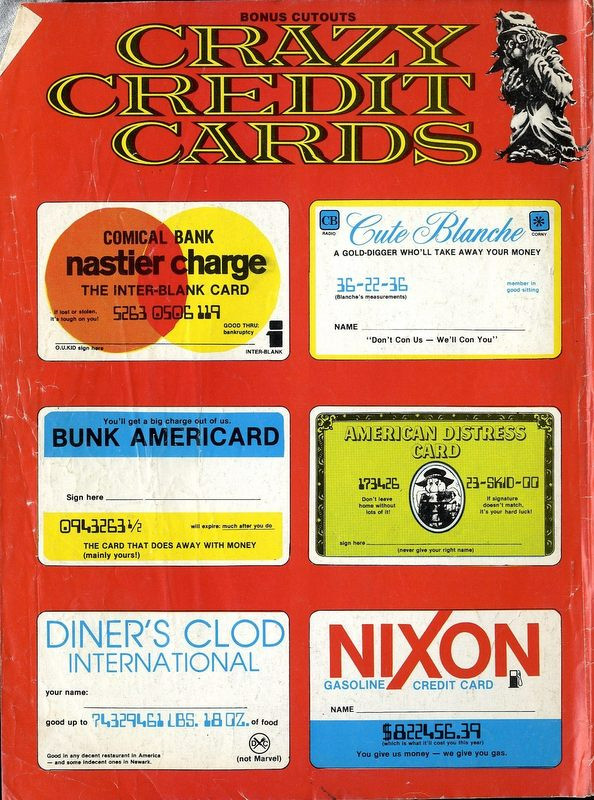 BONUS CUTOUTS
CRAZY
CREDIT
CARDS
COMICAL BANK
nastier charge
THE INTER-BLANK CARD
if lost or stolen,
it's tough on you!
5263 0506 119
GOOD THRU:
bankruptcy
O.U.KID sign here
INTER-BLANK
CB
RADIO
Cute Blanche
CORNY
A GOLD-DIGGER WHO'LL TAKE AWAY YOUR MONEY
36-22-36
(Blanche's measurements)
member in
good sitting
NAME
"Don't Con Us — We'll Con You"
You'll get a big charge out of us.
BUNK AMERICARD
Sign here
0943263 1/2
will expire: much after you do
THE CARD THAT DOES AWAY WITH MONEY
(mainly yours!)
AMERICAN DISTRESS
CARD
173426
23-SKID-00
Don't leave
home without
lots of it!
If signature
doesn't match,
it's your hard luck!
sign here
(never give your right name)
DINER'S CLOD
INTERNATIONAL
your name:
good up to 74329461 LBS. 18 OZ. of food
Good in any decent restaurant in America
— and some indecent ones in Newark.
DC
(not Marvel)
NIXON
GASOLINE CREDIT CARD
NAME
$822456.39
(which is what it'll cost you this year)
You give us money — we give you gas.